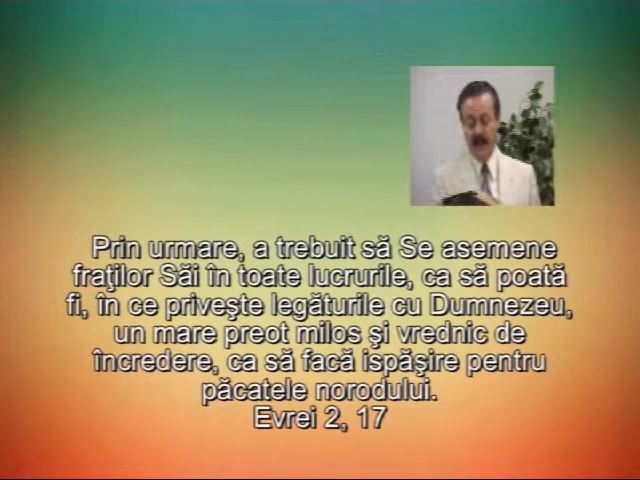 Prin urmare, a trebuit să Se asemene
fraţilor Săi în toate lucrurile, ca să poată
fi, în ce priveşte legăturile cu Dumnezeu,
un mare preot milos şi vrednic de
încredere, ca să facă ispăşire pentru
păcatele norodului.
Evrei 2, 17